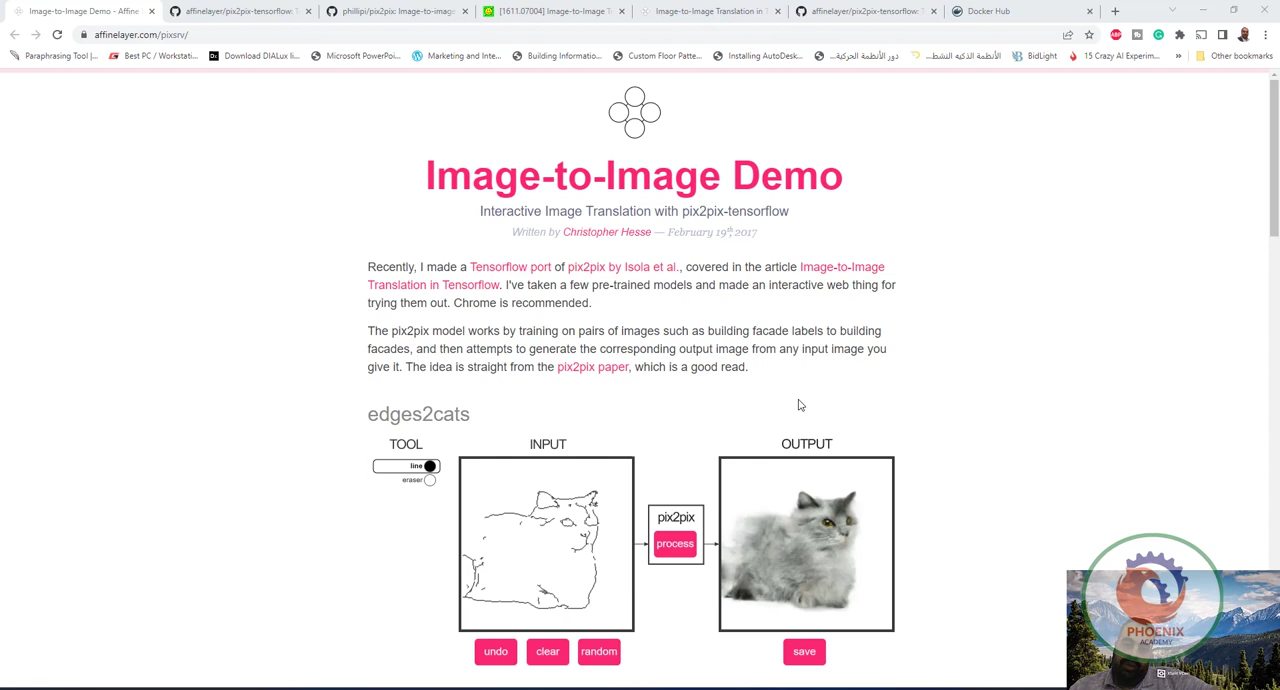 Image-to-Image Demo - Affine
affinelayer/pix2pix-tensorflow: T
phillipi/pix2pix: Image-to-image
[1611.07004] Image-to-Image T
Image-to-Image Translation in T
affinelayer/pix2pix-tensorflow: T
Docker Hub
affinelayer.com/pixsrv/
Paraphrasing Tool |...
Best PC / Workstati...
Download DIALux I...
Microsoft PowerPoi...
Marketing and Inte...
Building Informatio...
Custom Floor Patte...
Installing AutoDesk...
دور الأنظمة الحركية...
الأنظمة الذكيه النشط...
BidLight
15 Crazy AI Experim...
»
Other bookmarks
Image-to-Image Demo
Interactive Image Translation with pix2pix-tensorflow
Written by Christopher Hesse — February 19th, 2017
Recently, I made a Tensorflow port of pix2pix by Isola et al., covered in the article Image-to-Image
Translation in Tensorflow. I've taken a few pre-trained models and made an interactive web thing for
trying them out. Chrome is recommended.
The pix2pix model works by training on pairs of images such as building facade labels to building
facades, and then attempts to generate the corresponding output image from any input image you
give it. The idea is straight from the pix2pix paper, which is a good read.
edges2cats
TOOL
line
eraser
INPUT
pix2pix
process
OUTPUT
undo
clear
random
save
PHOENIX
ACADEMY